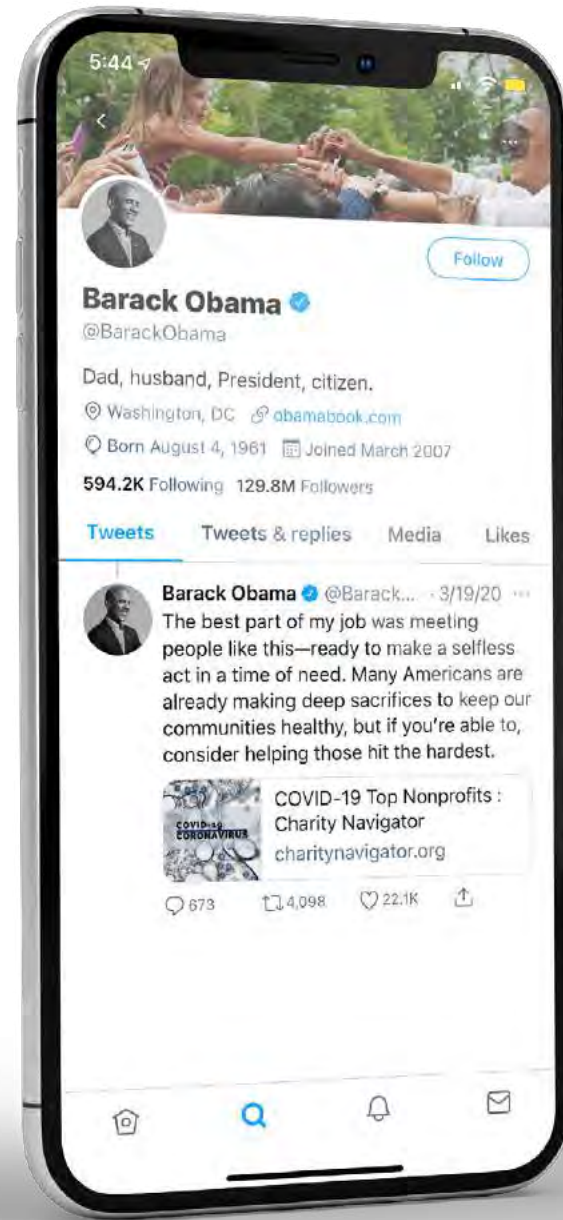 5:44
Follow
Barack Obama
@BarackObama
Dad, husband, President, citizen.
Washington, DC obamabook.com
Born August 4, 1961 Joined March 2007
594.2K Following 129.8M Followers
Tweets Tweets & replies Media Likes
Barack Obama @Barack... · 3/19/20 ···
The best part of my job was meeting
people like this—ready to make a selfless
act in a time of need. Many Americans are
already making deep sacrifices to keep our
communities healthy, but if you're able to,
consider helping those hit the hardest.
COVID-19
CORONAVIRUS
COVID-19 Top Nonprofits :
Charity Navigator
charitynavigator.org
673 4,098 22.1K